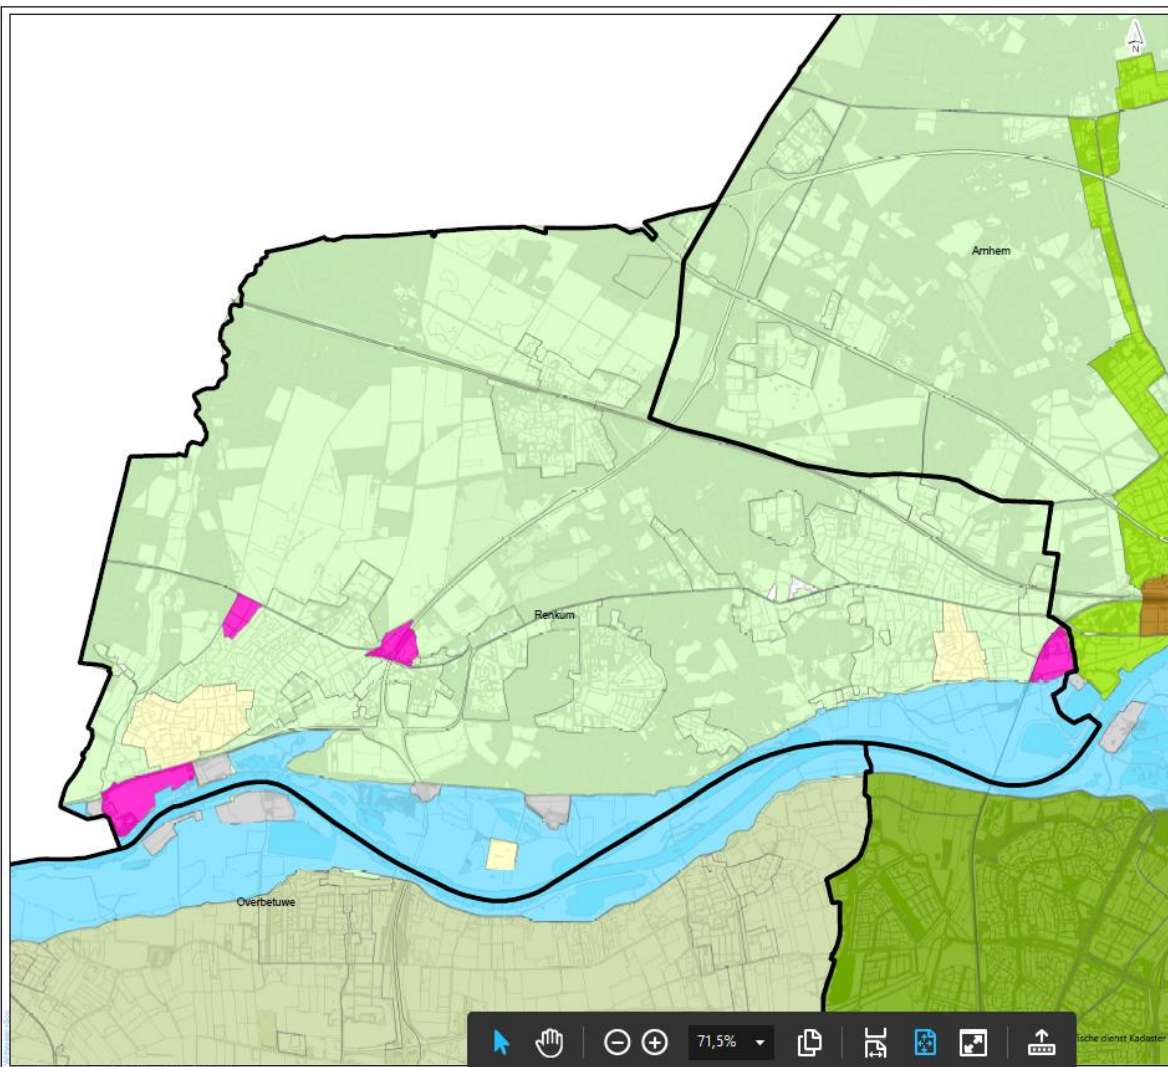 N
Arnhem
Renkum
Overbetuwe
71,5%
ische dienst Kadaster